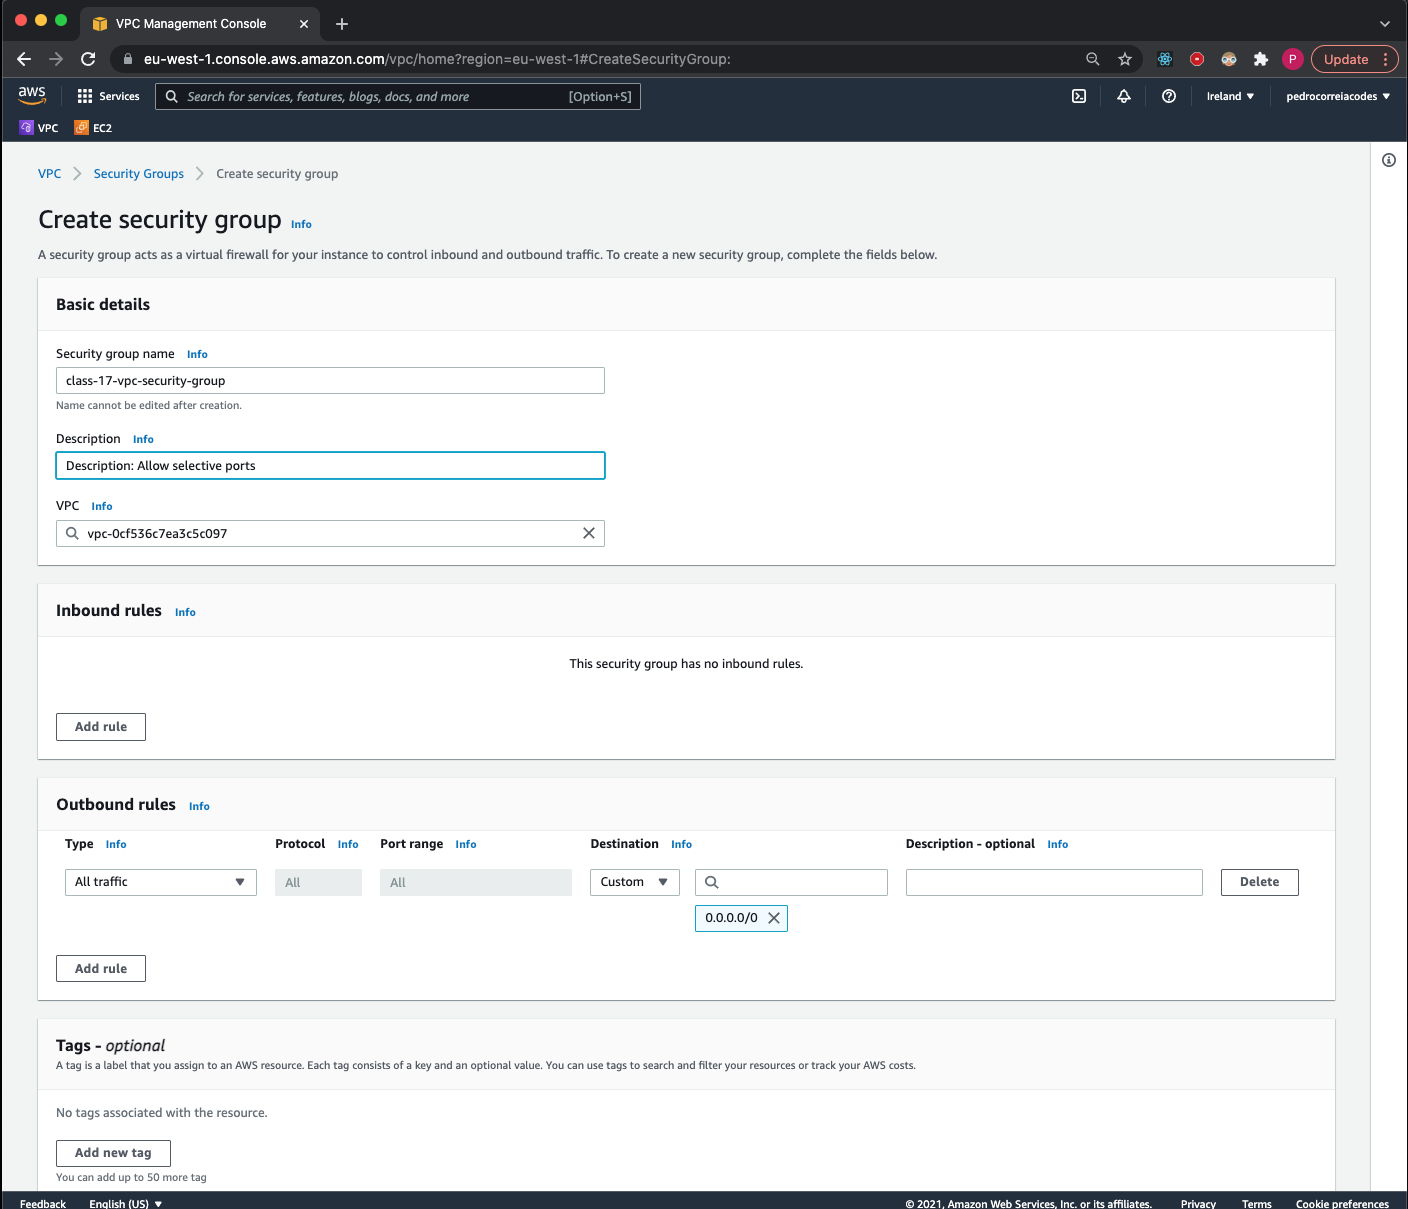 VPC Management Console
eu-west-1.console.aws.amazon.com/vpc/home?region=eu-west-1#CreateSecurityGroup:
P
Update
aws
Services
Search for services, features, blogs, docs, and more
[Option+S]
Ireland
pedrocorreiacodes
VPC
EC2
VPC
Security Groups
Create security group
Create security group Info
A security group acts as a virtual firewall for your instance to control inbound and outbound traffic. To create a new security group, complete the fields below.
Basic details
Security group name Info
class-17-vpc-security-group
Name cannot be edited after creation.
Description Info
Description: Allow selective ports
VPC Info
vpc-0cf536c7ea3c5c097
Inbound rules Info
This security group has no inbound rules.
Add rule
Outbound rules Info
Type Info Protocol Info Port range Info Destination Info Description - optional Info
All traffic All All Custom Delete
0.0.0.0/0
Add rule
Tags - optional
A tag is a label that you assign to an AWS resource. Each tag consists of a key and an optional value. You can use tags to search and filter your resources or track your AWS costs.
No tags associated with the resource.
Add new tag
You can add up to 50 more tag
Feedback English (US) © 2021, Amazon Web Services, Inc. or its affiliates. Privacy Terms Cookie preferences